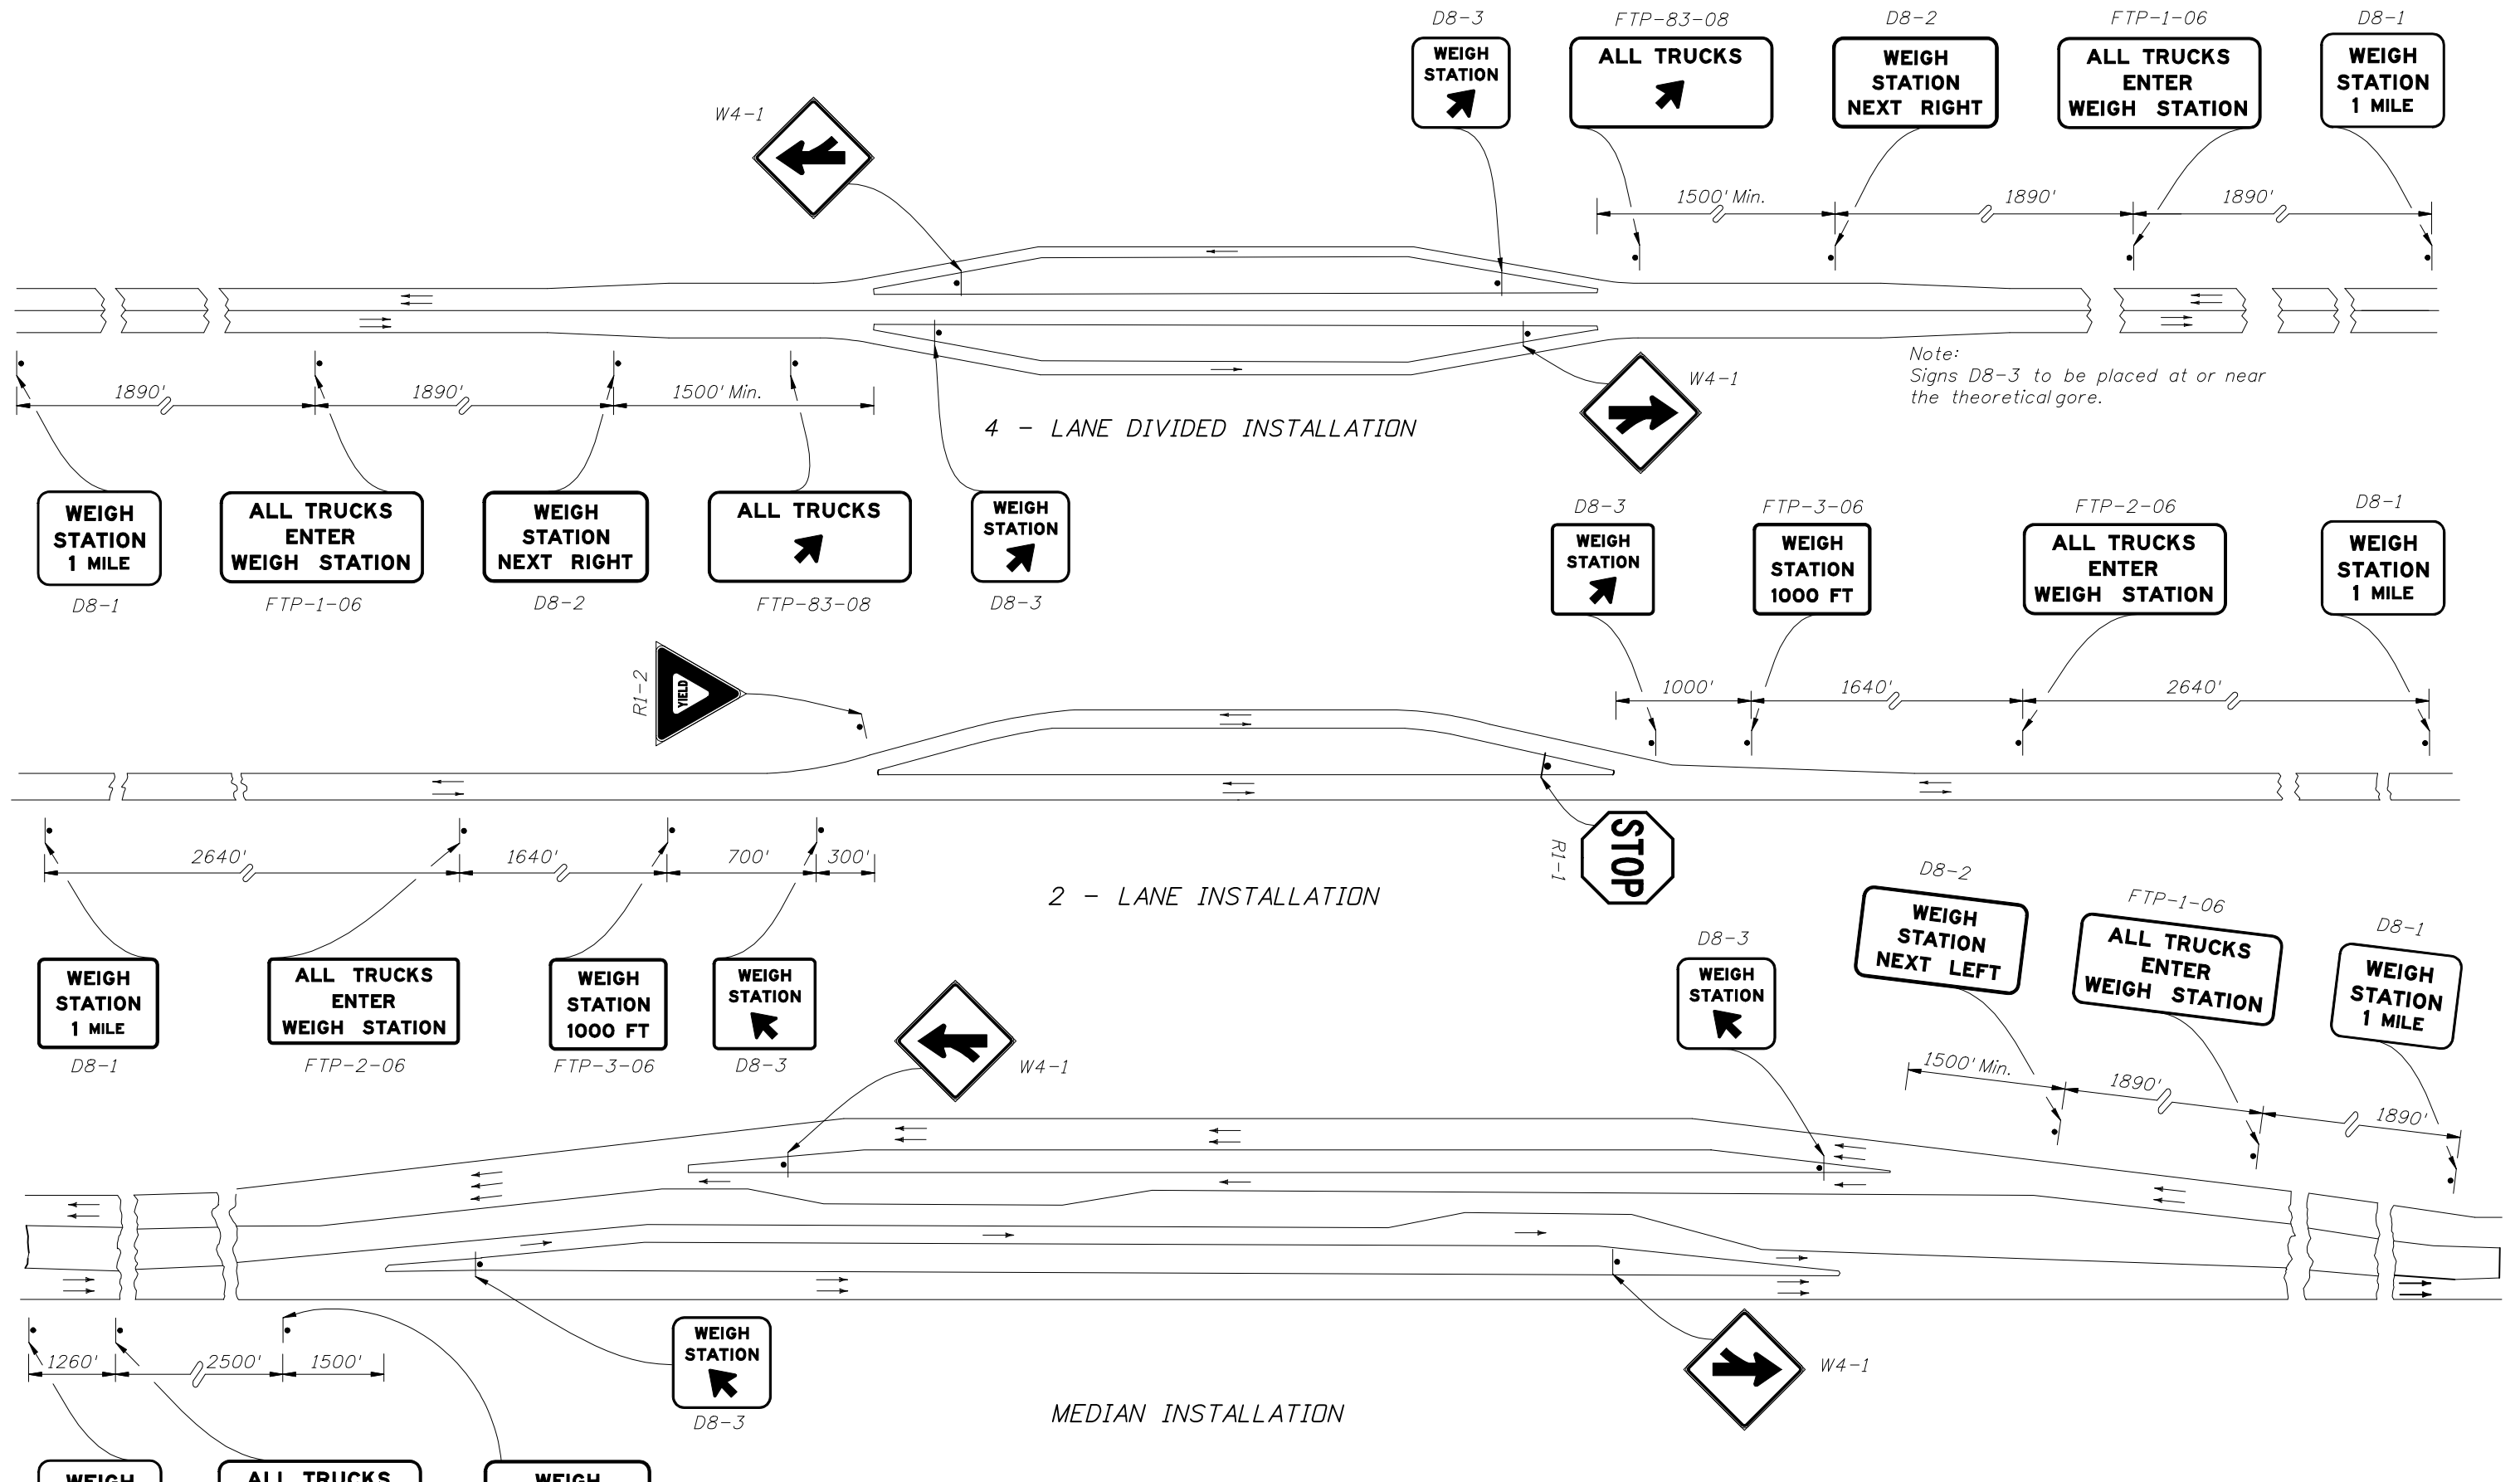 D8-3
FTP-83-08
D8-2
FTP-1-06
D8-1
WEIGH
STATION
ALL TRUCKS
WEIGH
STATION
NEXT RIGHT
ALL TRUCKS
ENTER
WEIGH STATION
WEIGH
STATION
1 MILE
W4-1
1500' Min.
1890'
1890'
Note:
Signs D8-3 to be placed at or near
the theoretical gore.
1890'
1890'
1500' Min.
W4-1
4 - LANE DIVIDED INSTALLATION
WEIGH
STATION
1 MILE
D8-1
ALL TRUCKS
ENTER
WEIGH STATION
FTP-1-06
WEIGH
STATION
NEXT RIGHT
D8-2
ALL TRUCKS
FTP-83-08
WEIGH
STATION
D8-3
D8-3
WEIGH
STATION
FTP-3-06
WEIGH
STATION
1000 FT
FTP-2-06
ALL TRUCKS
ENTER
WEIGH STATION
D8-1
WEIGH
STATION
1 MILE
R1-2
YIELD
1000'
1640'
2640'
2640'
1640'
700'
300'
R1-1
STOP
2 - LANE INSTALLATION
WEIGH
STATION
1 MILE
D8-1
ALL TRUCKS
ENTER
WEIGH STATION
FTP-2-06
WEIGH
STATION
1000 FT
FTP-3-06
WEIGH
STATION
D8-3
W4-1
D8-3
WEIGH
STATION
D8-2
WEIGH
STATION
NEXT LEFT
FTP-1-06
ALL TRUCKS
ENTER
WEIGH STATION
D8-1
WEIGH
STATION
1 MILE
1500' Min.
1890'
1890'
1260'
2500'
1500'
WEIGH
STATION
D8-3
W4-1
MEDIAN INSTALLATION
WEIGH
ALL TRUCKS
WEIGH